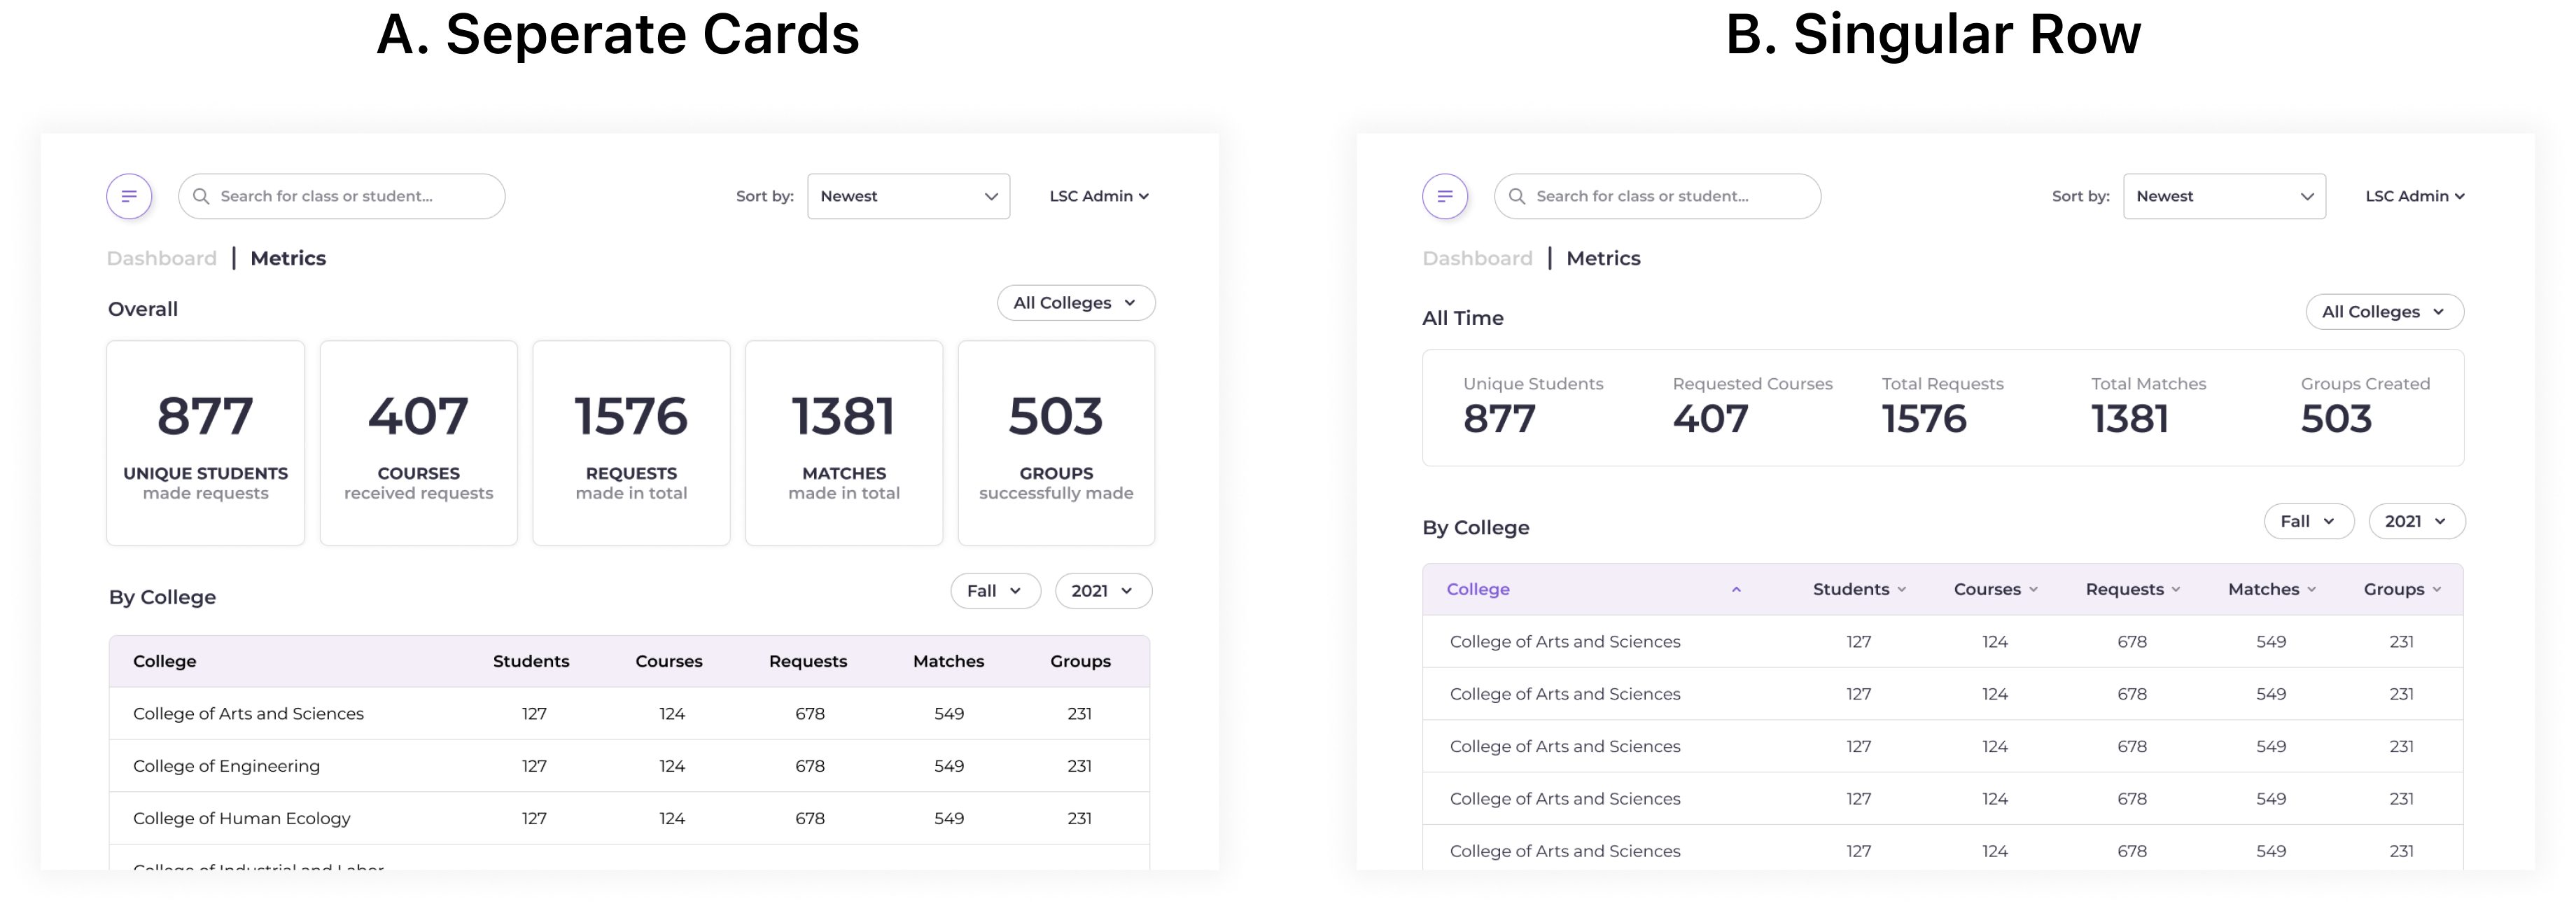 A. Seperate Cards
Search for class or student...
Sort by: Newest LSC Admin
Dashboard | Metrics
Overall All Colleges
877 407 1576 1381 503
UNIQUE STUDENTS COURSES REQUESTS MATCHES GROUPS
made requests received requests made in total made in total successfully made
By College Fall 2021
College Students Courses Requests Matches Groups
College of Arts and Sciences 127 124 678 549 231
College of Engineering 127 124 678 549 231
College of Human Ecology 127 124 678 549 231
College of Industrial and Labor
B. Singular Row
Search for class or student...
Sort by: Newest LSC Admin
Dashboard | Metrics
All Time All Colleges
Unique Students Requested Courses Total Requests Total Matches Groups Created
877 407 1576 1381 503
By College Fall 2021
College Students Courses Requests Matches Groups
College of Arts and Sciences 127 124 678 549 231
College of Arts and Sciences 127 124 678 549 231
College of Arts and Sciences 127 124 678 549 231
College of Arts and Sciences 127 124 678 549 231
College of Arts and Sciences 127 124 678 549 231